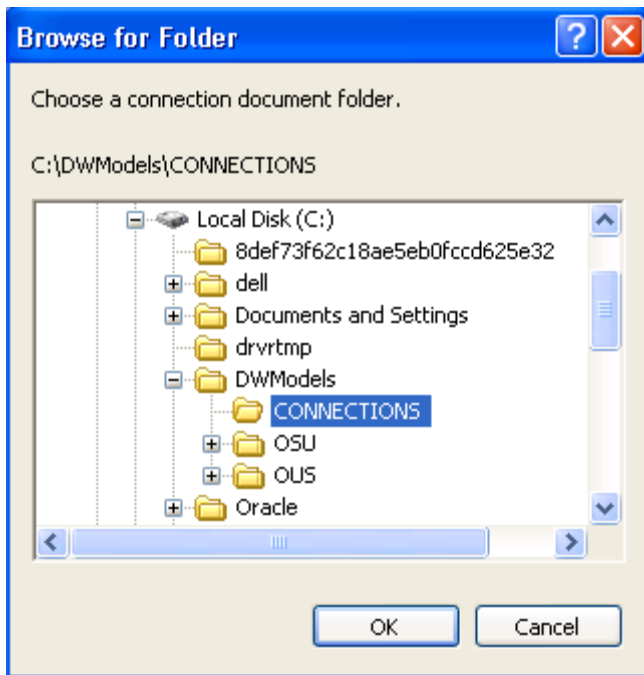 Browse for Folder
Choose a connection document folder.
C:\DWModels\CONNECTIONS
Local Disk (C:)
8def73f62c18ae5eb0fccd625e32
dell
Documents and Settings
drvrtmp
DWModels
CONNECTIONS
OSU
OUS
Oracle
OK Cancel